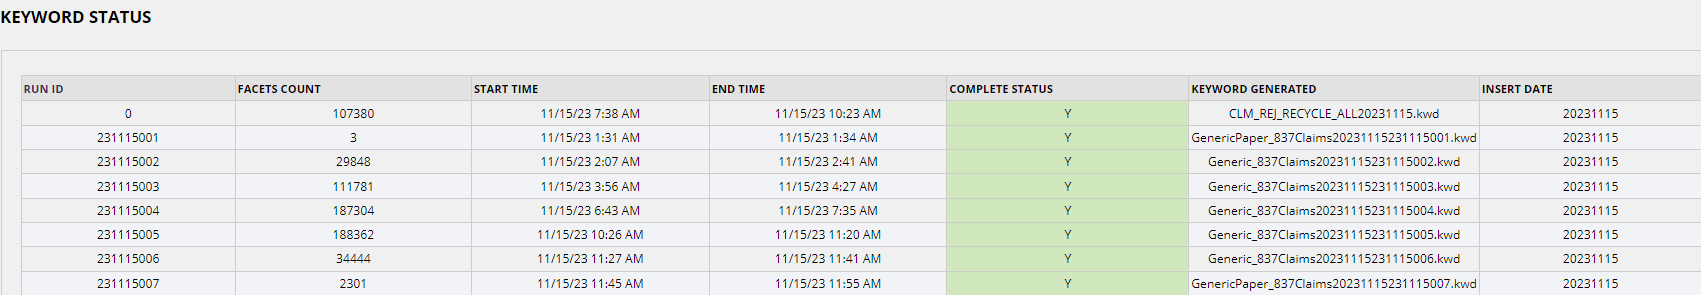 KEYWORD STATUS
RUN ID FACETS COUNT START TIME END TIME COMPLETE STATUS KEYWORD GENERATED INSERT DATE
0 107380 11/15/23 7:38 AM 11/15/23 10:23 AM Y CLM_REJ_RECYCLE_ALL20231115.kwd 20231115
231115001 3 11/15/23 1:31 AM 11/15/23 1:34 AM Y GenericPaper_837Claims20231115231115001.kwd 20231115
231115002 29848 11/15/23 2:07 AM 11/15/23 2:41 AM Y Generic_837Claims20231115231115002.kwd 20231115
231115003 111781 11/15/23 3:56 AM 11/15/23 4:27 AM Y Generic_837Claims20231115231115003.kwd 20231115
231115004 187304 11/15/23 6:43 AM 11/15/23 7:35 AM Y Generic_837Claims20231115231115004.kwd 20231115
231115005 188362 11/15/23 10:26 AM 11/15/23 11:20 AM Y Generic_837Claims20231115231115005.kwd 20231115
231115006 34444 11/15/23 11:27 AM 11/15/23 11:41 AM Y Generic_837Claims20231115231115006.kwd 20231115
231115007 2301 11/15/23 11:45 AM 11/15/23 11:55 AM Y GenericPaper_837Claims20231115231115007.kwd 20231115